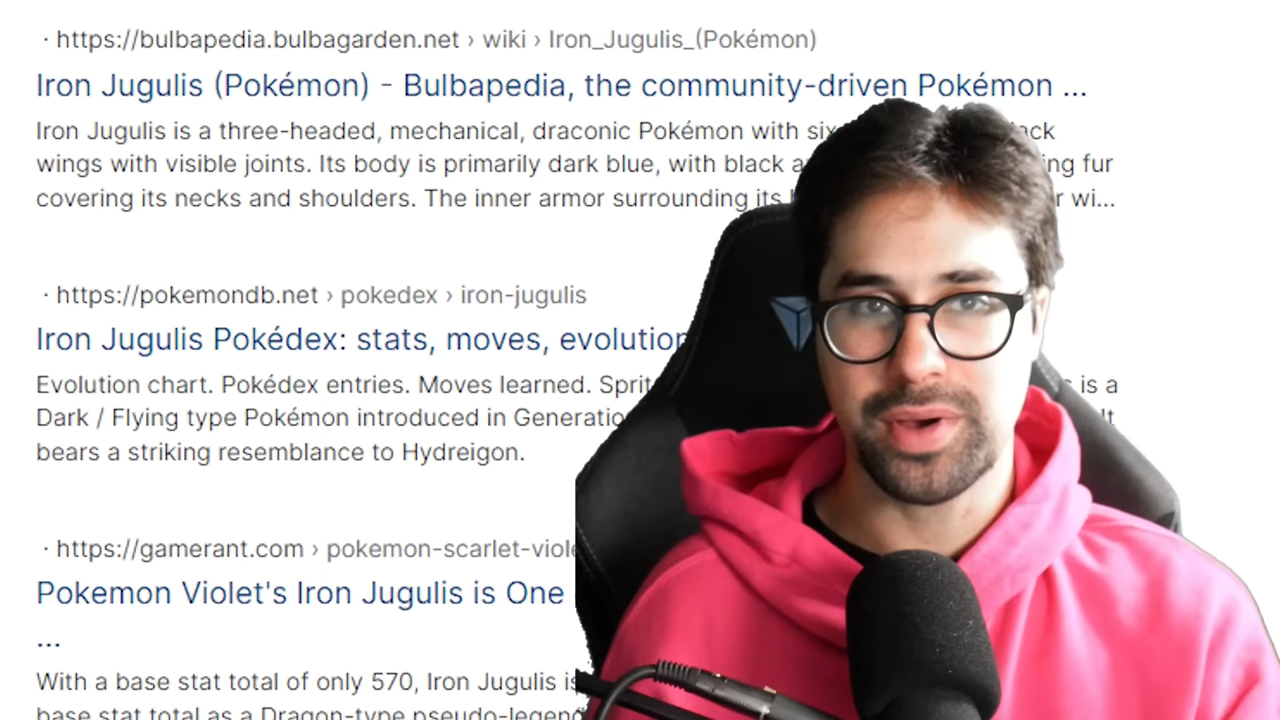 · https://bulbapedia.bulbagarden.net › wiki › Iron_Jugulis_(Pokémon)
Iron Jugulis (Pokémon) - Bulbapedia, the community-driven Pokémon ...
Iron Jugulis is a three-headed, mechanical, draconic Pokémon with six
wings with visible joints. Its body is primarily dark blue, with black fur
covering its necks and shoulders. The inner armor surrounding its wi...
· https://pokemondb.net › pokedex › iron-jugulis
Iron Jugulis Pokédex: stats, moves, evolution
Evolution chart. Pokédex entries. Moves learned. is a
Dark / Flying type Pokémon introduced in
bears a striking resemblance to Hydreigon.
· https://gamerant.com › pokemon-scarlet-
Pokemon Violet's Iron Jugulis is One
...
With a base stat total of only 570, Iron Jugulis
base stat total as a Dragon-type